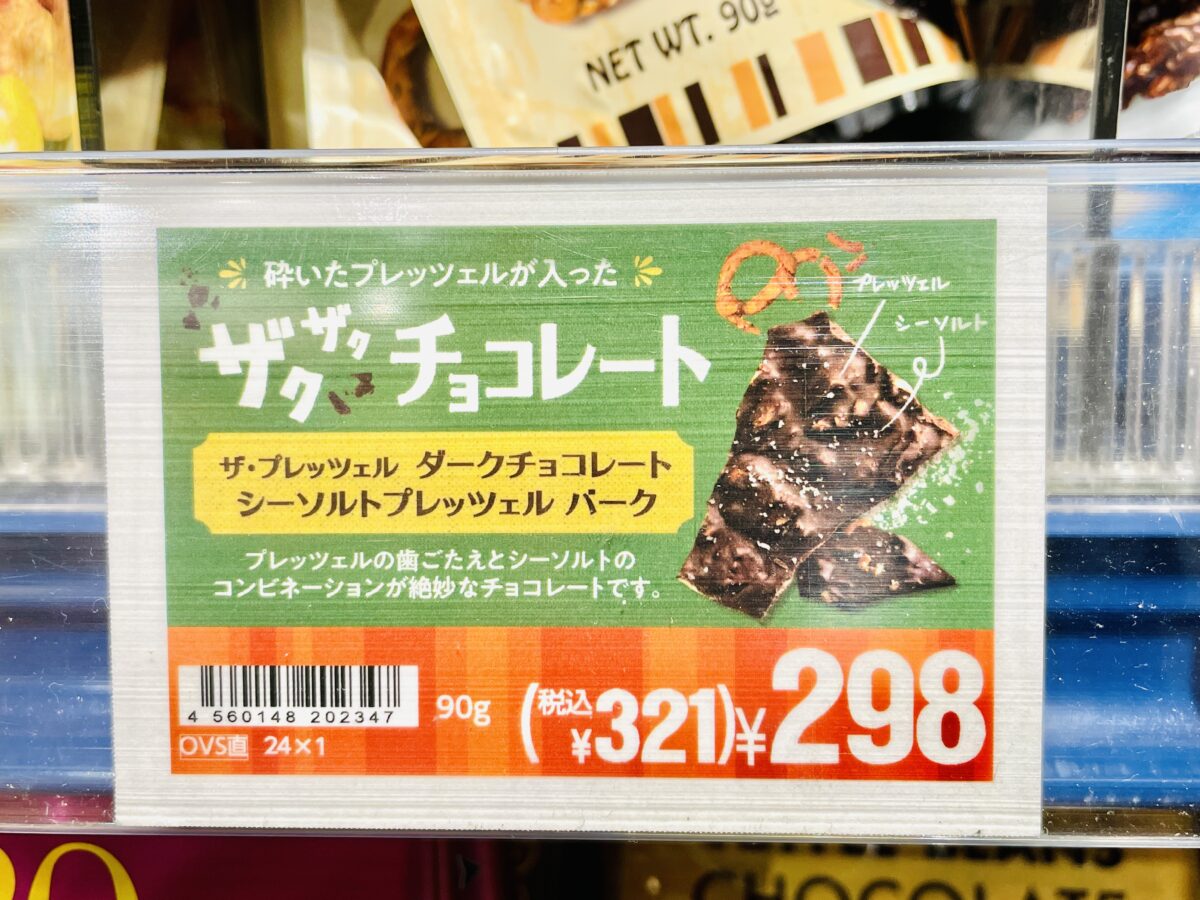 NET WT. 90g
砕いたプレッツェルが入った
ザクザクチョコレート
プレッツェル
シーソルト
ザ・プレッツェル ダークチョコレート
シーソルトプレッツェル バーク
プレッツェルの歯ごたえとシーソルトの
コンビネーションが絶妙なチョコレートです。
4 560148 202347
OVS直 24×1
90g
(税込¥321)¥298
BEANS
CHOCOLATE